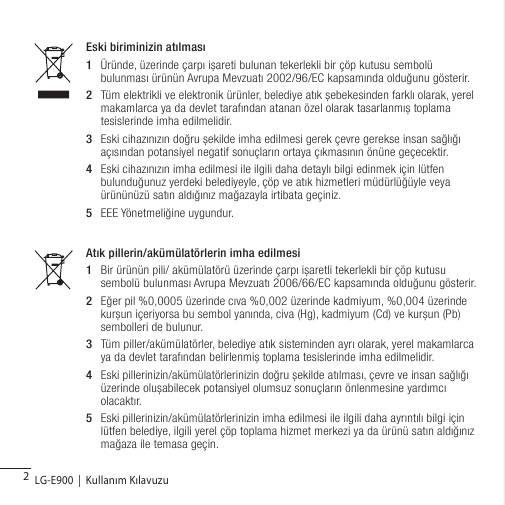 Eski biriminizin atılması
1 Üründe, üzerinde çarpı işareti bulunan tekerlekli bir çöp kutusu sembolü
bulunması ürünün Avrupa Mevzuatı 2002/96/EC kapsamında olduğunu gösterir.
2 Tüm elektrikli ve elektronik ürünler, belediye atık şebekesinden farklı olarak, yerel
makamlarca ya da devlet tarafından atanan özel olarak tasarlanmış toplama
tesislerinde imha edilmelidir.
3 Eski cihazınızın doğru şekilde imha edilmesi gerek çevre gerekse insan sağlığı
açısından potansiyel negatif sonuçların ortaya çıkmasının önüne geçecektir.
4 Eski cihazınızın imha edilmesi ile ilgili daha detaylı bilgi edinmek için lütfen
bulunduğunuz yerdeki belediyeyle, çöp ve atık hizmetleri müdürlüğüyle veya
ürününüzü satın aldığınız mağazayla irtibata geçiniz.
5 EEE Yönetmeliğine uygundur.
Atık pillerin/akümülatörlerin imha edilmesi
1 Bir ürünün pili/ akümülatörü üzerinde çarpı işaretli tekerlekli bir çöp kutusu
sembolü bulunması Avrupa Mevzuatı 2006/66/EC kapsamında olduğunu gösterir.
2 Eğer pil %0,0005 üzerinde cıva %0,002 üzerinde kadmiyum, %0,004 üzerinde
kurşun içeriyorsa bu sembol yanında, civa (Hg), kadmiyum (Cd) ve kurşun (Pb)
sembolleri de bulunur.
3 Tüm piller/akümülatörler, belediye atık sisteminden ayrı olarak, yerel makamlarca
ya da devlet tarafından belirlenmiş toplama tesislerinde imha edilmelidir.
4 Eski pillerinizin/akümülatörlerinizin doğru şekilde atılması, çevre ve insan sağlığı
üzerinde oluşabilecek potansiyel olumsuz sonuçların önlenmesine yardımcı
olacaktır.
5 Eski pillerinizin/akümülatörlerinizin imha edilmesi ile ilgili daha ayrıntılı bilgi için
lütfen belediye, ilgili yerel çöp toplama hizmet merkezi ya da ürünü satın aldığınız
mağaza ile temasa geçin.
2 LG-E900 | Kullanım Kılavuzu